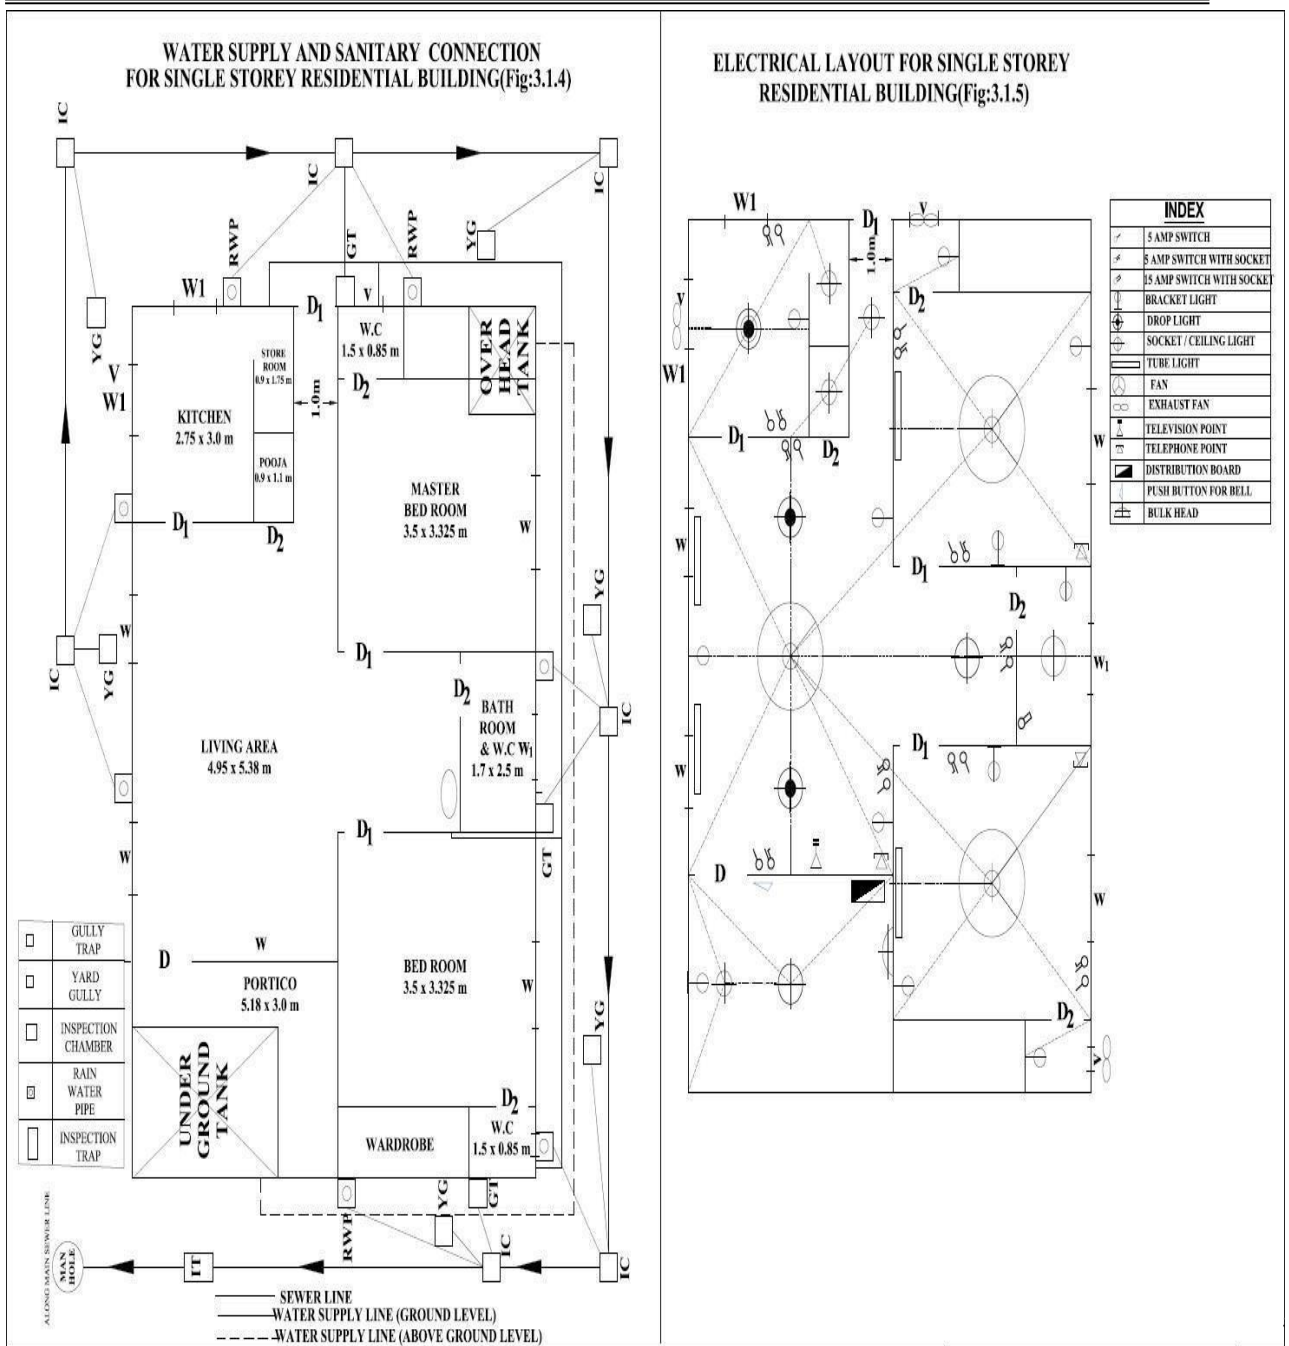 WATER SUPPLY AND SANITARY CONNECTION
FOR SINGLE STOREY RESIDENTIAL BUILDING(Fig:3.1.4)
IC
IC
IC
RWP
GT
RWP
YG
W1
D1
V
W.C
1.5 x 0.85 m
OVER
HEAD
TANK
YG
V
W1
STORE
ROOM
0.9 x 1.75 m
1.0m
D2
KITCHEN
2.75 x 3.0 m
POOJA
0.9 x 1.1 m
MASTER
BED ROOM
3.5 x 3.325 m
W
D1
D2
YG
W
IC
YG
D1
D2
BATH
ROOM
& W.C W1
1.7 x 2.5 m
IC
LIVING AREA
4.95 x 5.38 m
D1
W
GT
GULLY
TRAP
YARD
GULLY
INSPECTION
CHAMBER
RAIN
WATER
PIPE
INSPECTION
TRAP
D
W
PORTICO
5.18 x 3.0 m
BED ROOM
3.5 x 3.325 m
W
YG
UNDER
GROUND
TANK
D2
W.C
1.5 x 0.85 m
WARDROBE
RWP
YG
GT
IC
IC
ALONG MAIN SEWER LINE
MAN
HOLE
IT
SEWER LINE
WATER SUPPLY LINE (GROUND LEVEL)
WATER SUPPLY LINE (ABOVE GROUND LEVEL)
ELECTRICAL LAYOUT FOR SINGLE STOREY
RESIDENTIAL BUILDING(Fig:3.1.5)
W1
D1
V
1.0m
D2
V
W1
D1
D2
W
W
D1
D2
W1
W
D1
D
W
D2
V
INDEX
5 AMP SWITCH
5 AMP SWITCH WITH SOCKET
15 AMP SWITCH WITH SOCKET
BRACKET LIGHT
DROP LIGHT
SOCKET / CEILING LIGHT
TUBE LIGHT
FAN
EXHAUST FAN
TELEVISION POINT
TELEPHONE POINT
DISTRIBUTION BOARD
PUSH BUTTON FOR BELL
BULK HEAD